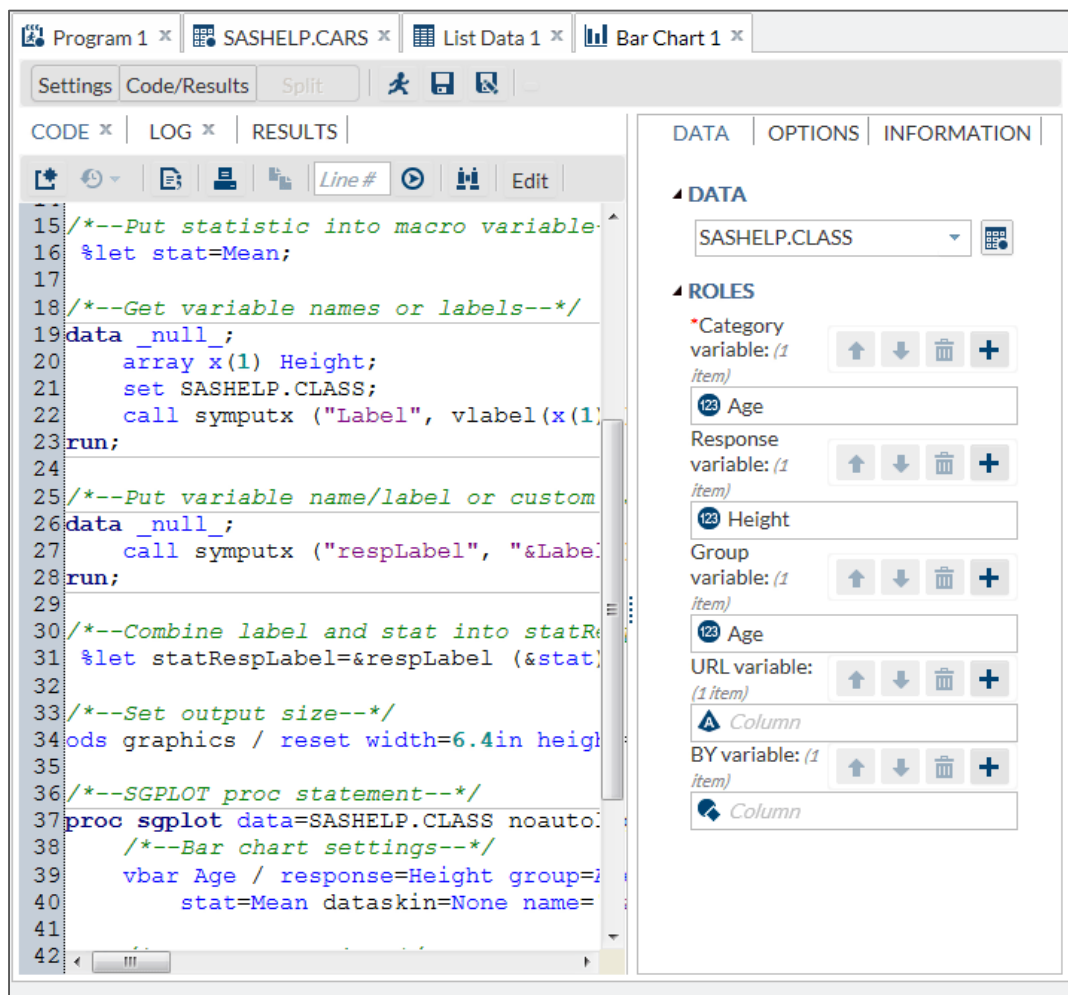 Program 1 × SASHELP.CARS × List Data 1 × Bar Chart 1 ×
Settings Code/Results Split
CODE × LOG × RESULTS
Line # Edit
15 /*--Put statistic into macro variable-
16 %let stat=Mean;
17
18 /*--Get variable names or labels--*/
19 data _null_;
20 array x(1) Height;
21 set SASHELP.CLASS;
22 call symputx ("Label", vlabel(x(1)
23 run;
24
25 /*--Put variable name/label or custom
26 data _null_;
27 call symputx ("respLabel", "&Label
28 run;
29
30 /*--Combine label and stat into statRe
31 %let statRespLabel=&respLabel (&stat)
32
33 /*--Set output size--*/
34 ods graphics / reset width=6.4in heigh
35
36 /*--SGPLOT proc statement--*/
37 proc sgplot data=SASHELP.CLASS noautol
38 /*--Bar chart settings--*/
39 vbar Age / response=Height group=A
40 stat=Mean dataskin=None name=
41
42
DATA OPTIONS INFORMATION
DATA
SASHELP.CLASS
ROLES
*Category
variable: (1
item)
123 Age
Response
variable: (1
item)
123 Height
Group
variable: (1
item)
123 Age
URL variable:
(1 item)
A Column
BY variable: (1
item)
Column